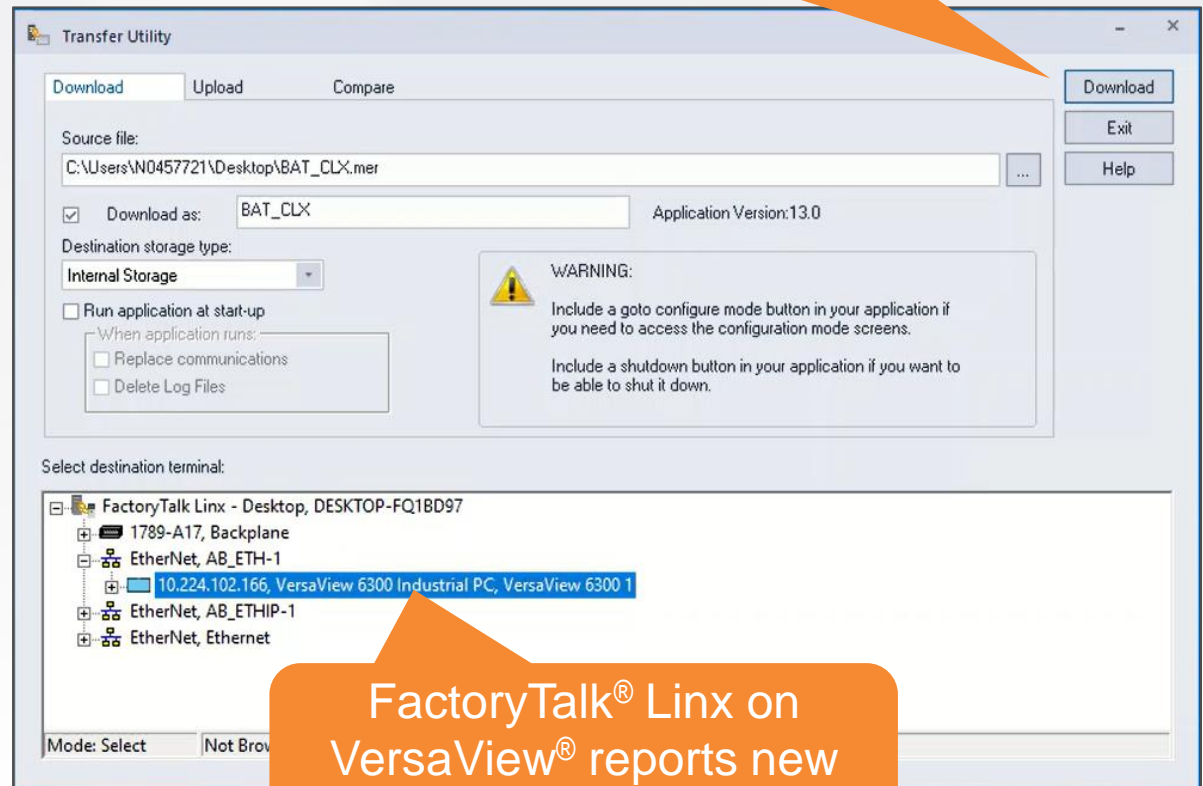 Transfer Utility
Download Upload Compare
Download
Exit
Help
Source file:
C:\Users\N0457721\Desktop\BAT_CLX.mer
...
Download as: BAT_CLX
Application Version:13.0
Destination storage type:
Internal Storage
Run application at start-up
When application runs:
Replace communications
Delete Log Files
WARNING:
Include a goto configure mode button in your application if
you need to access the configuration mode screens.
Include a shutdown button in your application if you want to
be able to shut it down.
Select destination terminal:
FactoryTalk Linx - Desktop, DESKTOP-FQ1BD97
1789-A17, Backplane
EtherNet, AB_ETH-1
10.224.102.166, VersaView 6300 Industrial PC, VersaView 6300 1
EtherNet, AB_ETHIP-1
EtherNet, Ethernet
Mode: Select Not
FactoryTalk® Linx on
VersaView® reports new